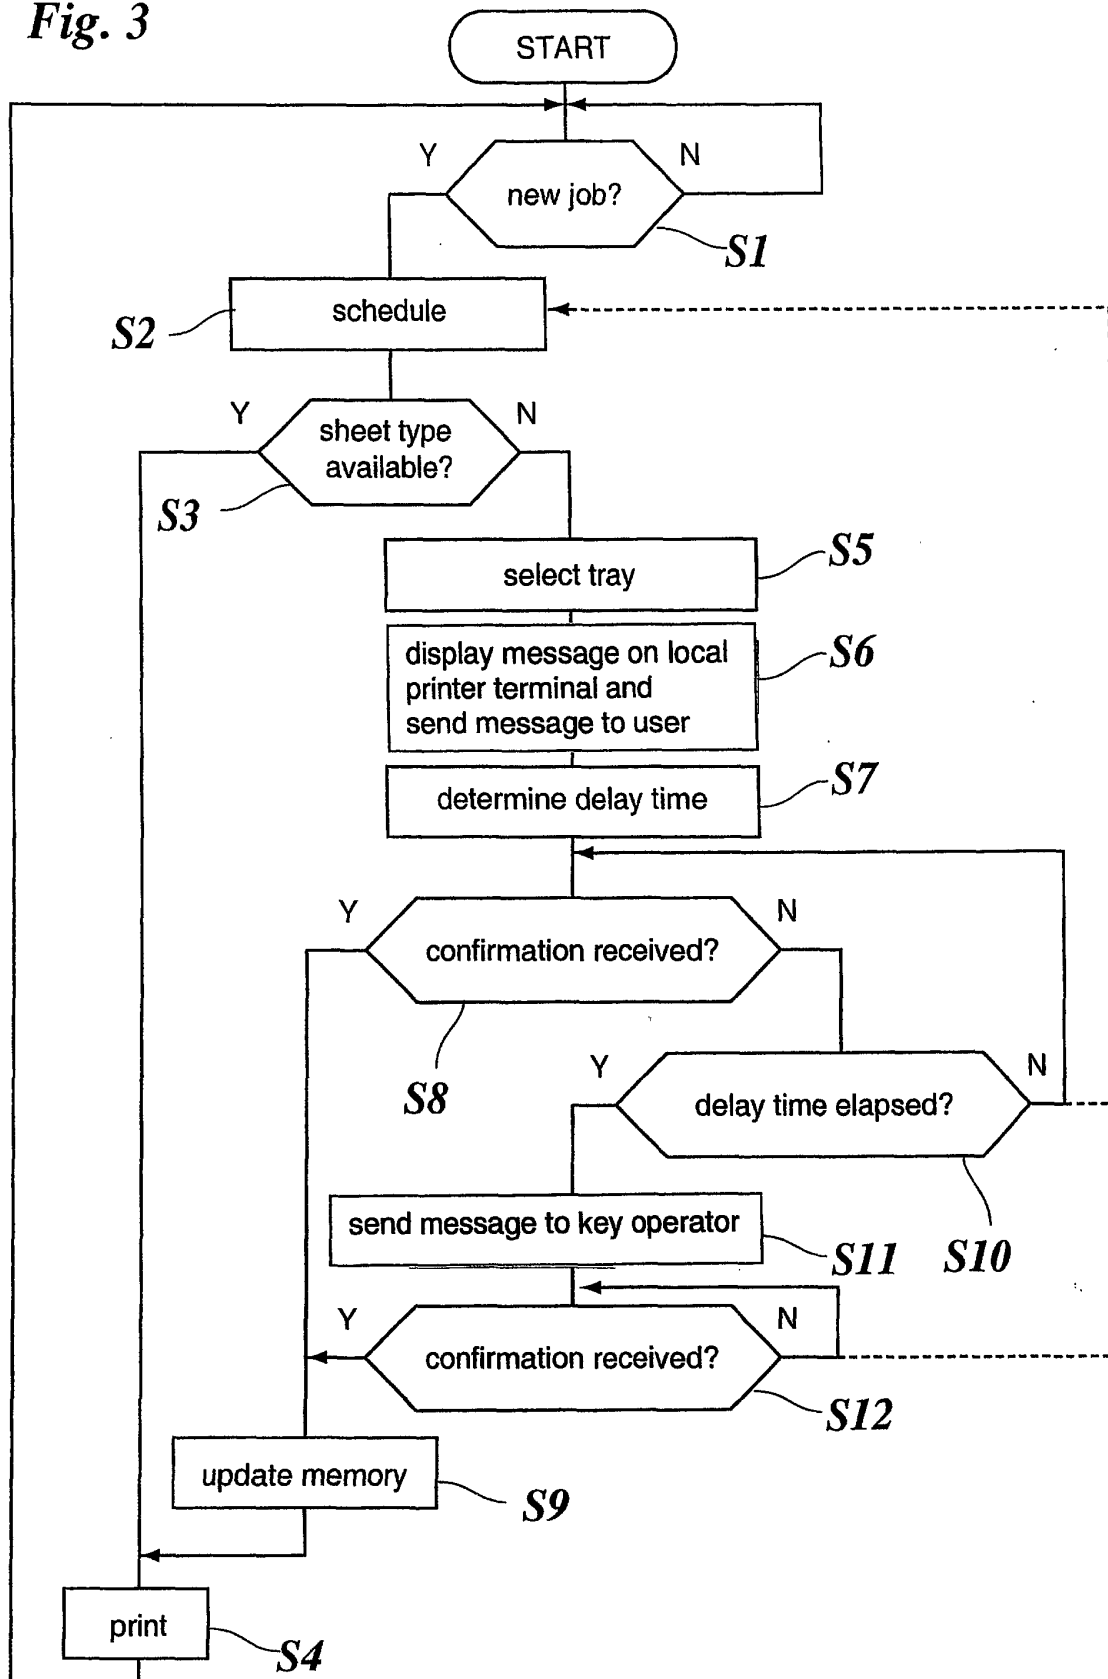 Fig. 3
START
Y
N
new job?
S1
schedule
S2
Y
N
sheet type
available?
S3
select tray
S5
display message on local
printer terminal and
send message to user
S6
determine delay time
S7
Y
N
confirmation received?
S8
Y
N
delay time elapsed?
S10
send message to key operator
S11
Y
N
confirmation received?
S12
update memory
S9
print
S4